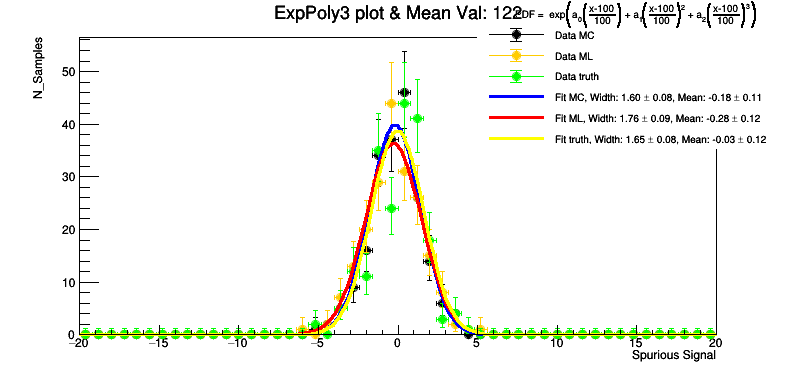 ExpPoly3 plot & Mean Val: 122
PDF = exp(a₀(x-100/100) + a₁(x-100/100)² + a₂(x-100/100)³)
Data MC
Data ML
Data truth
Fit MC, Width: 1.60 ± 0.08, Mean: -0.18 ± 0.11
Fit ML, Width: 1.76 ± 0.09, Mean: -0.28 ± 0.12
Fit truth, Width: 1.65 ± 0.08, Mean: -0.03 ± 0.12
N_Samples
50
40
30
20
10
0
−20 −15 −10 −5 0 5 10 15 20
Spurious Signal